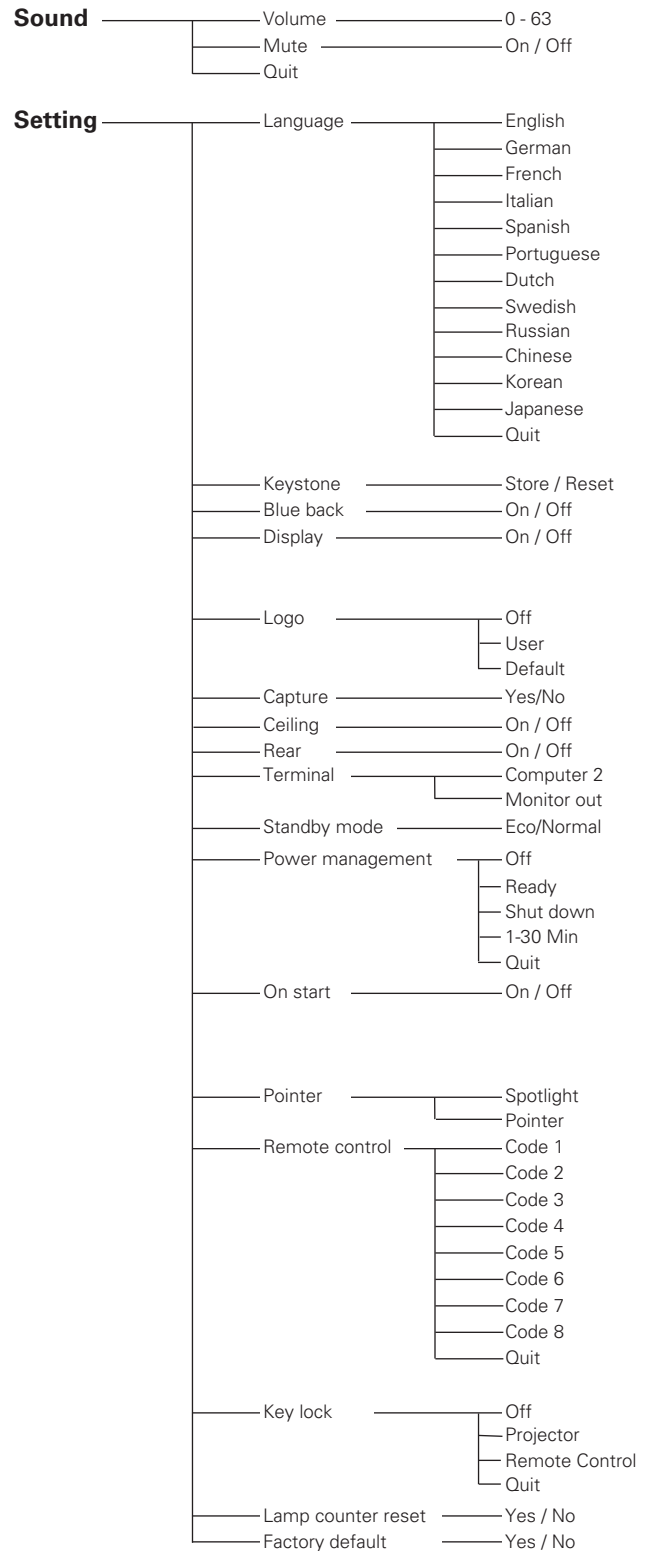 Sound Volume 0 - 63
Mute On / Off
Quit
Setting Language English
German
French
Italian
Spanish
Portuguese
Dutch
Swedish
Russian
Chinese
Korean
Japanese
Quit
Keystone Store / Reset
Blue back On / Off
Display On / Off
Logo Off
User
Default
Capture Yes/No
Ceiling On / Off
Rear On / Off
Terminal Computer 2
Monitor out
Standby mode Eco/Normal
Power management Off
Ready
Shut down
1-30 Min
Quit
On start On / Off
Pointer Spotlight
Pointer
Remote control Code 1
Code 2
Code 3
Code 4
Code 5
Code 6
Code 7
Code 8
Quit
Key lock Off
Projector
Remote Control
Quit
Lamp counter reset Yes / No
Factory default Yes / No